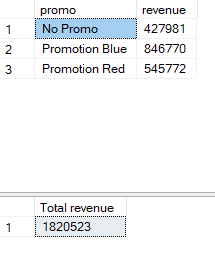 promo revenue
1 No Promo 427981
2 Promotion Blue 846770
3 Promotion Red 545772
Total revenue
1 1820523